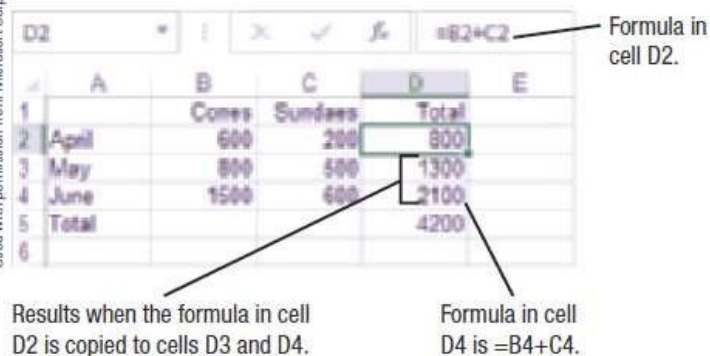 D2
fx
=B2+C2
Formula in
cell D2.
A B C D E
1 Cones Sundaes Total
2 April 600 200 800
3 May 800 500 1300
4 June 1500 600 2100
5 Total 4200
6
Results when the formula in cell
D2 is copied to cells D3 and D4.
Formula in cell
D4 is =B4+C4.